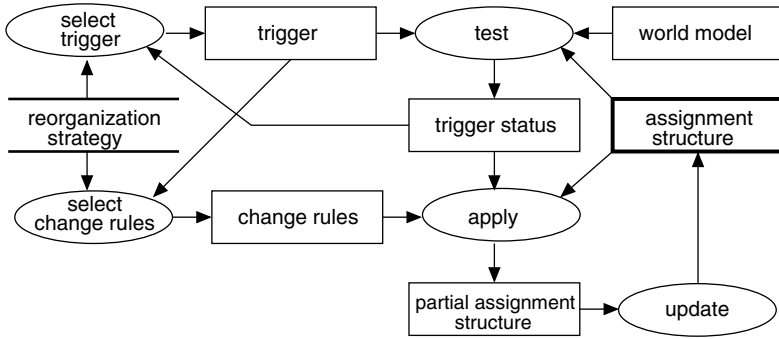 select
trigger
trigger
test
world model
reorganization
strategy
trigger status
assignment
structure
select
change rules
change rules
apply
partial assignment
structure
update